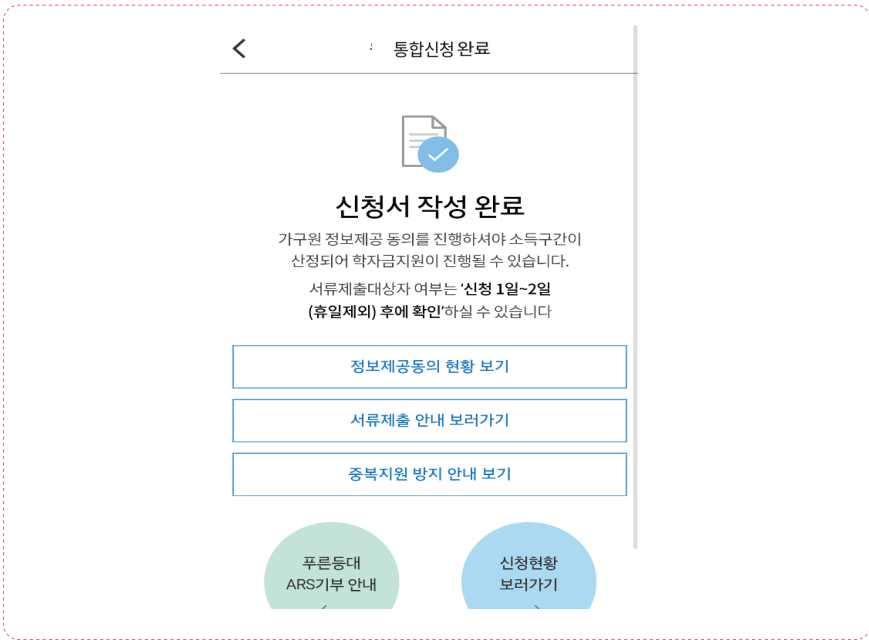 통합신청 완료
신청서 작성 완료
가구원 정보제공 동의를 진행하셔야 소득구간이
산정되어 학자금지원이 진행될 수 있습니다.
서류제출대상자 여부는 '신청 1일~2일
(휴일제외) 후에 확인'하실 수 있습니다
정보제공동의 현황 보기
서류제출 안내 보러가기
중복지원 방지 안내 보기
푸른등대
ARS기부 안내
신청현황
보러가기